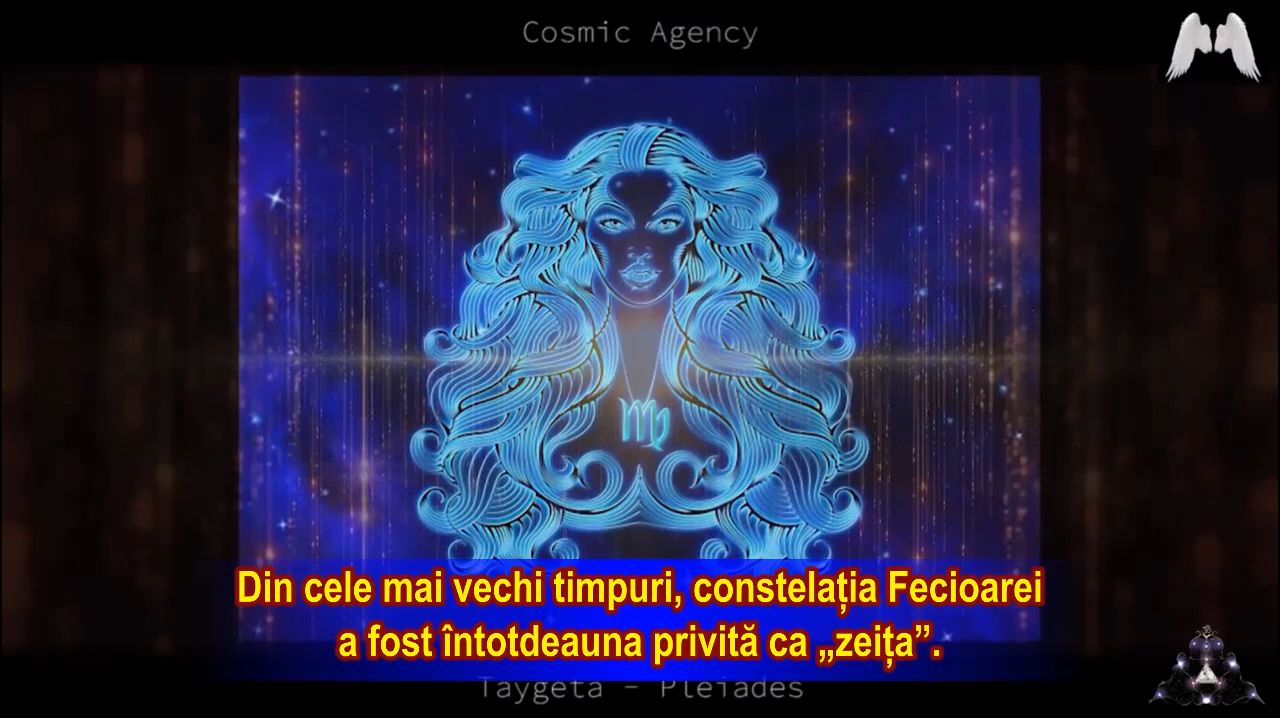 Cosmic Agency
Din cele mai vechi timpuri, constelația Fecioarei
a fost întotdeauna privită ca „zeița”.
Taygeta - Pleiades